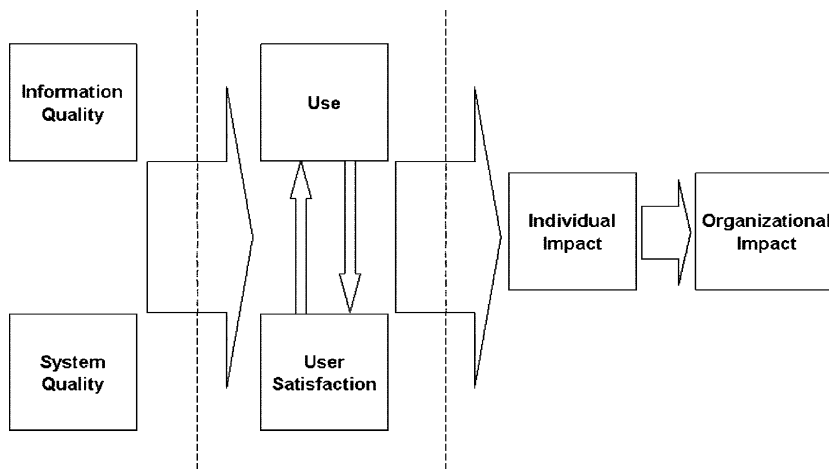 Information
Quality
Use
Individual
Impact
Organizational
Impact
System
Quality
User
Satisfaction